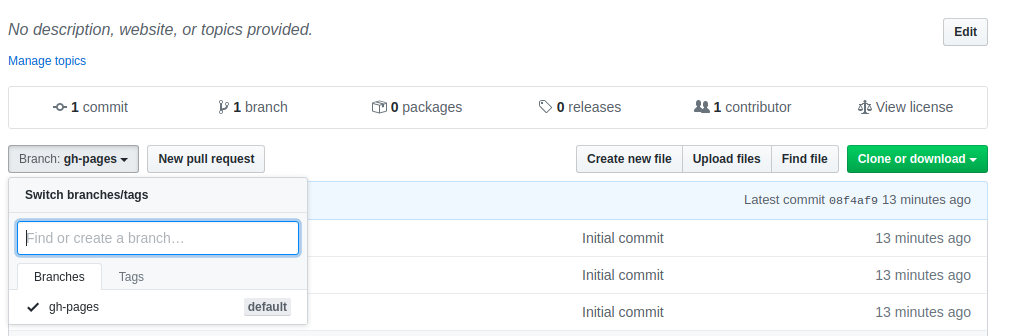 No description, website, or topics provided.
Edit
Manage topics
1 commit 1 branch 0 packages 0 releases 1 contributor View license
Branch: gh-pages New pull request Create new file Upload files Find file Clone or download
Switch branches/tags
Latest commit 08f4af9 13 minutes ago
Find or create a branch…
Initial commit 13 minutes ago
Branches Tags
Initial commit 13 minutes ago
gh-pages default
Initial commit 13 minutes ago